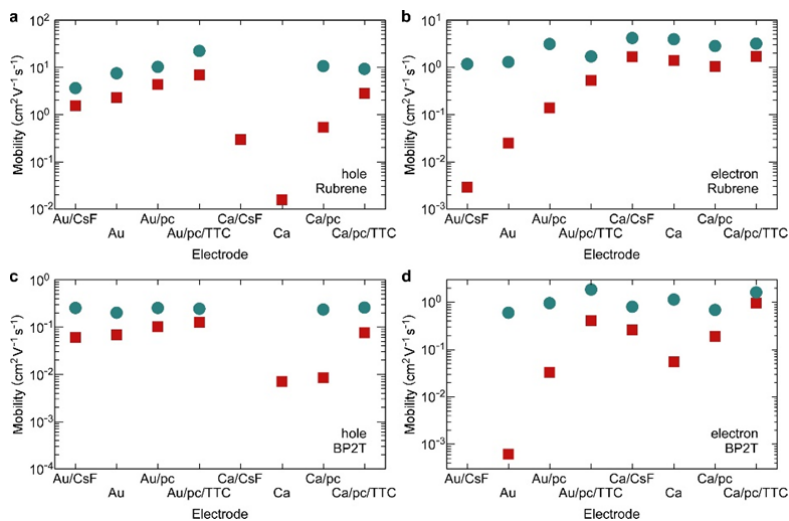 a
10²
10¹
10⁰
10⁻¹
10⁻²
Mobility (cm² V⁻¹ s⁻¹)
hole
Rubrene
Au/CsF Au/pc Ca/CsF Ca/pc
Au Au/pc/TTC Ca Ca/pc/TTC
Electrode
b
10²
10¹
10⁰
10⁻¹
10⁻²
10⁻³
Mobility (cm² V⁻¹ s⁻¹)
electron
Rubrene
Au/CsF Au/pc Ca/CsF Ca/pc
Au Au/pc/TTC Ca Ca/pc/TTC
Electrode
c
10⁰
10⁻¹
10⁻²
10⁻³
10⁻⁴
Mobility (cm² V⁻¹ s⁻¹)
hole
BP2T
Au/CsF Au/pc Ca/CsF Ca/pc
Au Au/pc/TTC Ca Ca/pc/TTC
Electrode
d
10⁰
10⁻¹
10⁻²
10⁻³
Mobility (cm² V⁻¹ s⁻¹)
electron
BP2T
Au/CsF Au/pc Ca/CsF Ca/pc
Au Au/pc/TTC Ca Ca/pc/TTC
Electrode